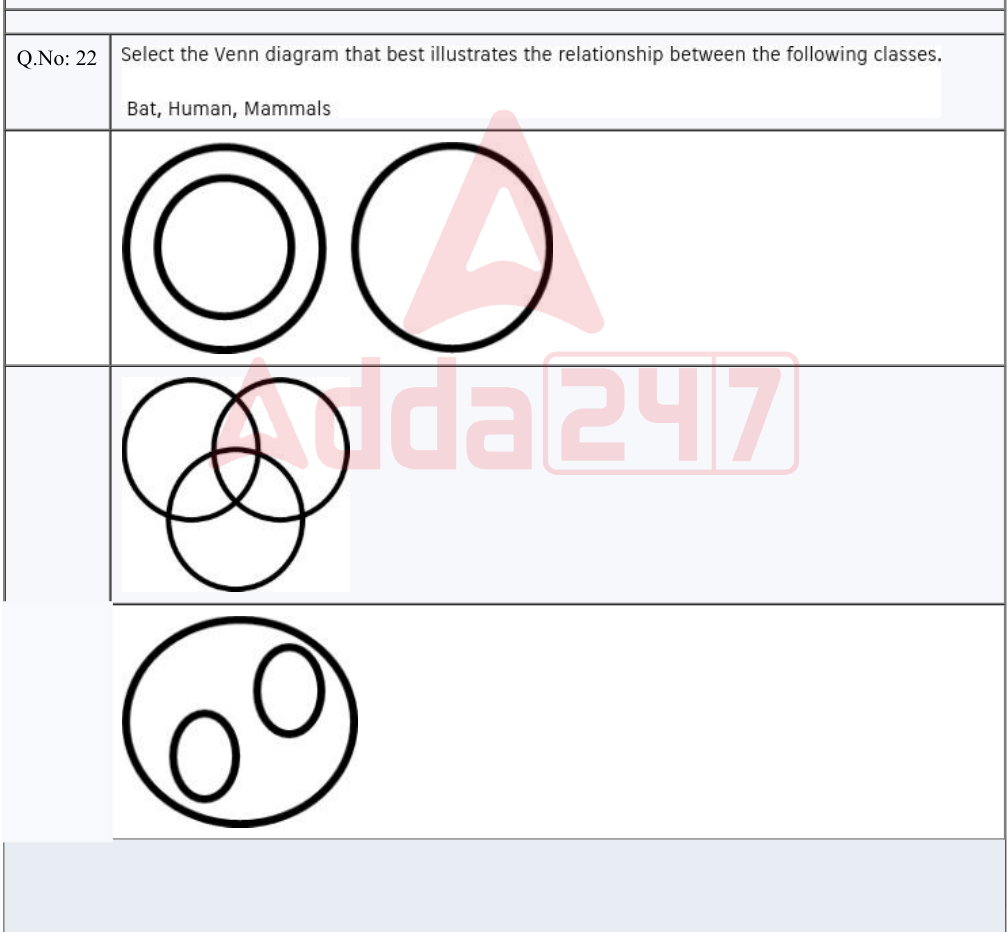 Q.No: 22
Select the Venn diagram that best illustrates the relationship between the following classes.
Bat, Human, Mammals
Adda247